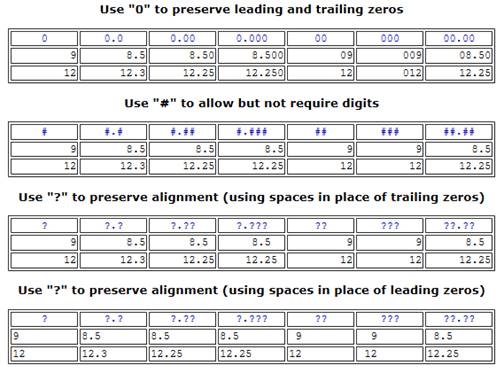 Use "0" to preserve leading and trailing zeros
0 0.0 0.00 0.000 00 000 00.00
9 8.5 8.50 8.500 09 009 08.50
12 12.3 12.25 12.250 12 012 12.25
Use "#" to allow but not require digits
# #.# #.## #.### ## ### ##.##
9 8.5 8.5 8.5 9 9 8.5
12 12.3 12.25 12.25 12 12 12.25
Use "?" to preserve alignment (using spaces in place of trailing zeros)
? ?.? ?.?? ?.??? ?? ??? ??.??
9 8.5 8.5 8.5 9 9 8.5
12 12.3 12.25 12.25 12 12 12.25
Use "?" to preserve alignment (using spaces in place of leading zeros)
? ?.? ?.?? ?.??? ?? ??? ??.??
9 8.5 8.5 8.5 9 9 8.5
12 12.3 12.25 12.25 12 12 12.25